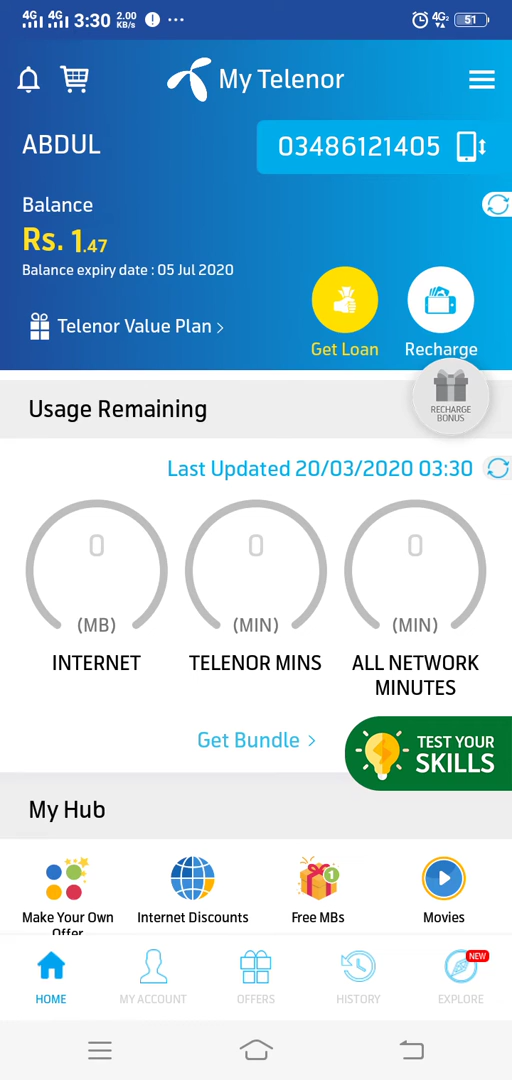 4G 4G 3:30 2.00 KB/s 4G2 51
My Telenor
ABDUL
03486121405
Balance
Rs. 1.47
Balance expiry date : 05 Jul 2020
Telenor Value Plan >
Get Loan
Recharge
RECHARGE
BONUS
Usage Remaining
Last Updated 20/03/2020 03:30
0 0 0
(MB) (MIN) (MIN)
INTERNET TELENOR MINS ALL NETWORK
MINUTES
Get Bundle >
TEST YOUR
SKILLS
My Hub
1
Make Your Own Internet Discounts Free MBs Movies
Offer
NEW
HOME MY ACCOUNT OFFERS HISTORY EXPLORE